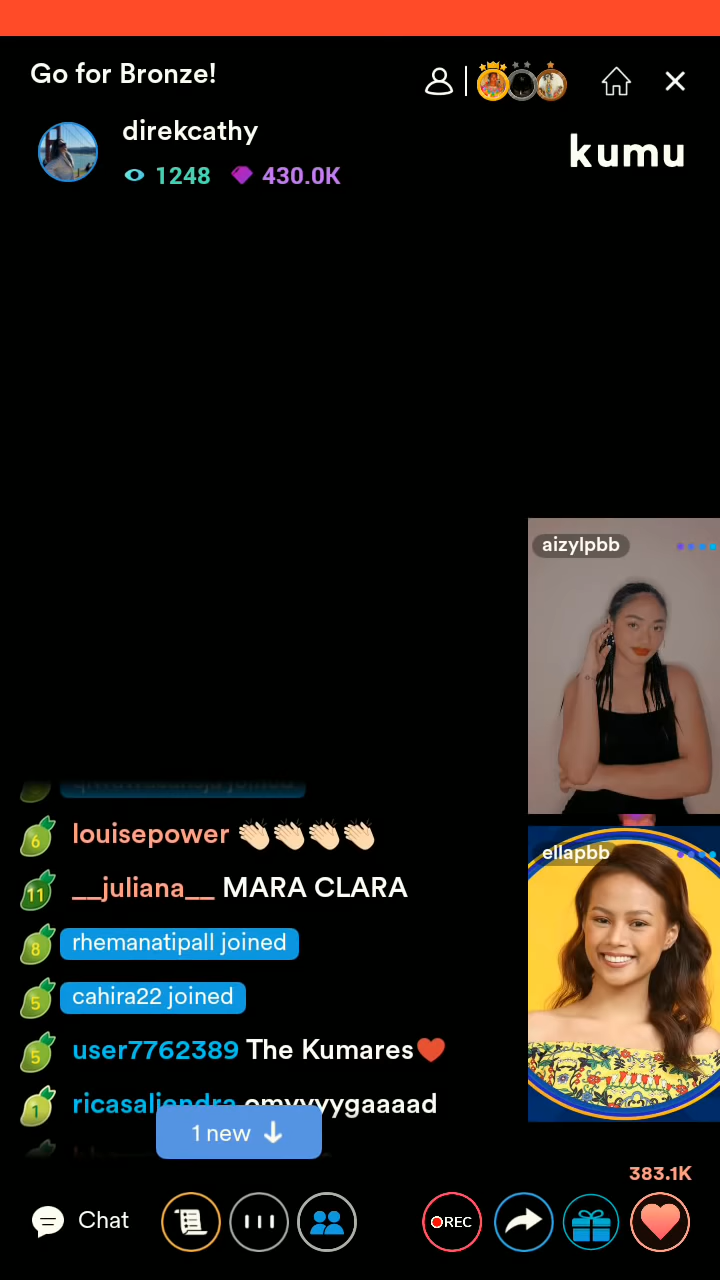 Go for Bronze!
direkcathy
1248 430.0K
kumu
aizylpbb
louisepower 👏🏻👏🏻👏🏻👏🏻
6
ellapbb
11 __juliana__ MARA CLARA
8 rhemanatipall joined
5 cahira22 joined
5 user7762389 The Kumares❤️
1 ricasaliendra omyyyygaaaad
1 new ↓
383.1K
Chat
REC